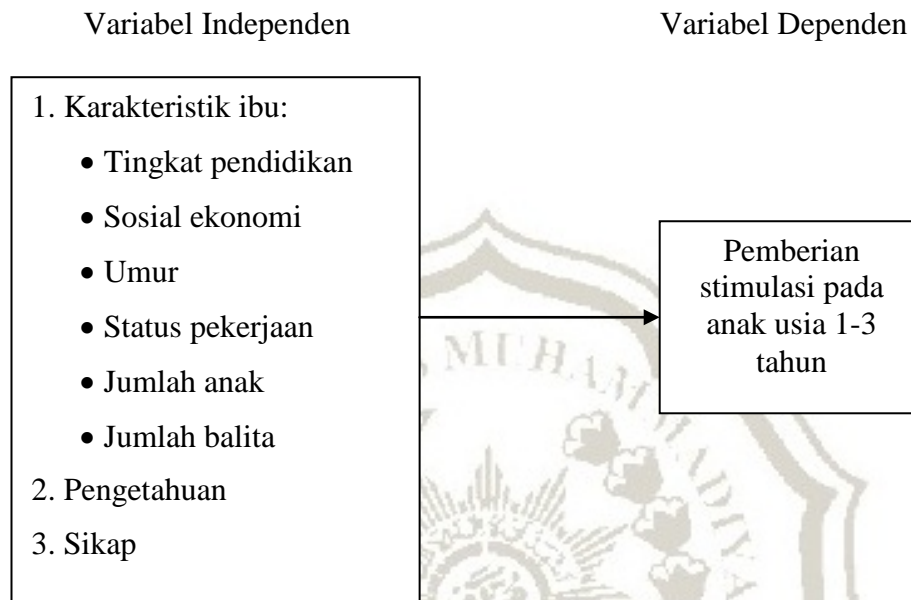 Variabel Independen
Variabel Dependen
1. Karakteristik ibu:
• Tingkat pendidikan
• Sosial ekonomi
• Umur
• Status pekerjaan
• Jumlah anak
• Jumlah balita
2. Pengetahuan
3. Sikap
Pemberian
stimulasi pada
anak usia 1-3
tahun
MUHAMMADIYA